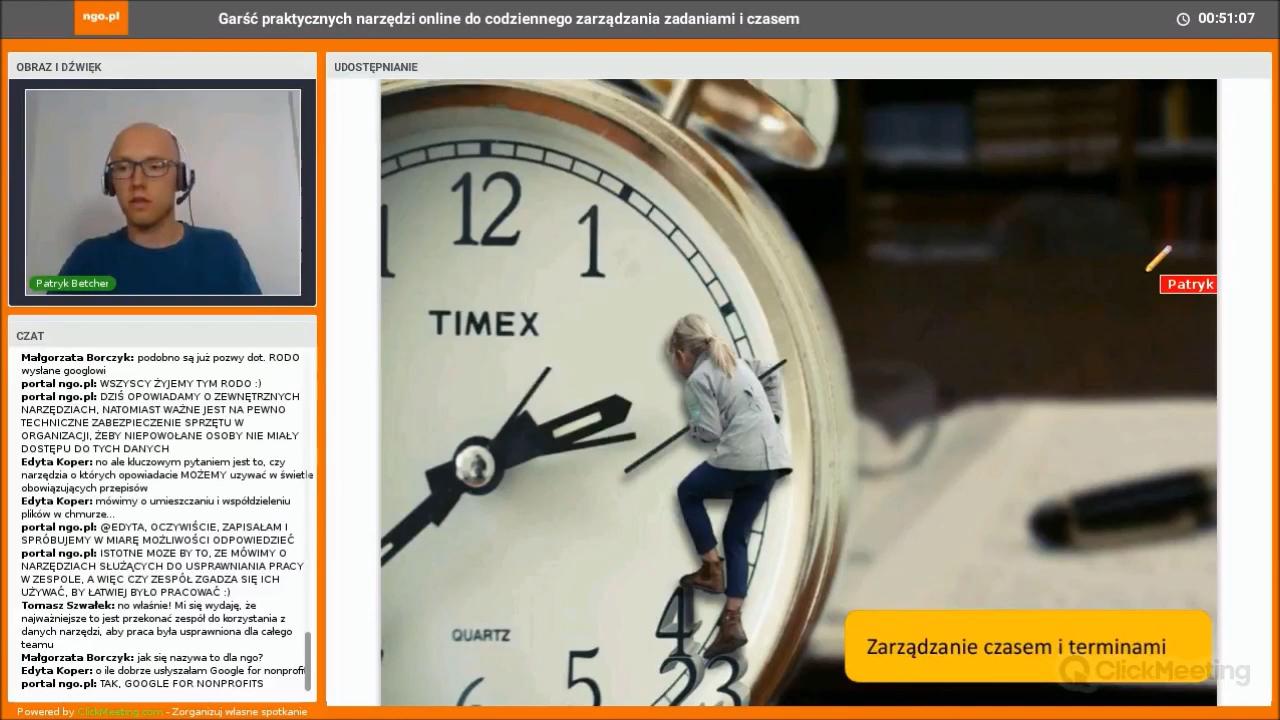 ngo.pl
Garść praktycznych narzędzi online do codziennego zarządzania zadaniami i czasem
00:51:07
OBRAZ I DŹWIĘK
Patryk Betcher
CZAT
Małgorzata Borczyk: podobno są już pozwy dot. RODO
wysłane googlowi
portal ngo.pl: WSZYSCY ŻYJEMY TYM RODO :)
portal ngo.pl: DZIŚ OPOWIADAMY O ZEWNĘTRZNYCH
NARZĘDZIACH, NATOMIAST WAŻNE JEST NA PEWNO
TECHNICZNE ZABEZPIECZENIE SPRZĘTU W
ORGANIZACJI, ŻEBY NIEPOWOŁANE OSOBY NIE MIAŁY
DOSTĘPU DO TYCH DANYCH
Edyta Koper: no ale kluczowym pytaniem jest to, czy
narzędzia o których opowiadacie MOŻEMY uzywać w świetle
obowiązujących przepisów
Edyta Koper: mówimy o umieszczaniu i współdzieleniu
plików w chmurze...
portal ngo.pl: @EDYTA, OCZYWIŚCIE, ZAPISAŁAM I
SPRÓBUJEMY W MIARĘ MOŻLIWOŚCI ODPOWIEDZIEĆ
portal ngo.pl: ISTOTNE MOZE BY TO, ZE MÓWIMY O
NARZĘDZIACH SŁUŻĄCYCH DO USPRAWNIANIA PRACY
W ZESPOLE, A WIĘC CZY ZESPÓŁ ZGADZA SIĘ ICH
UŻYWAĆ, BY ŁATWIEJ BYŁO PRACOWAĆ :)
Tomasz Szwałek: no właśnie! Mi się wydaję, że
najważniejsze to jest przekonać zespół do korzystania z
danych narzędzi, aby praca była usprawniona dla całego
teamu
Małgorzata Borczyk: jak się nazywa to dla ngo?
Edyta Koper: o ile dobrze usłyszałam Google for nonprofit
portal ngo.pl: TAK, GOOGLE FOR NONPROFITS
Powered by ClickMeeting.com - Zorganizuj własne spotkanie
UDOSTĘPNIANIE
12
1
TIMEX
Patryk
4
QUARTZ
5
23
Zarządzanie czasem i terminami
ClickMeeting